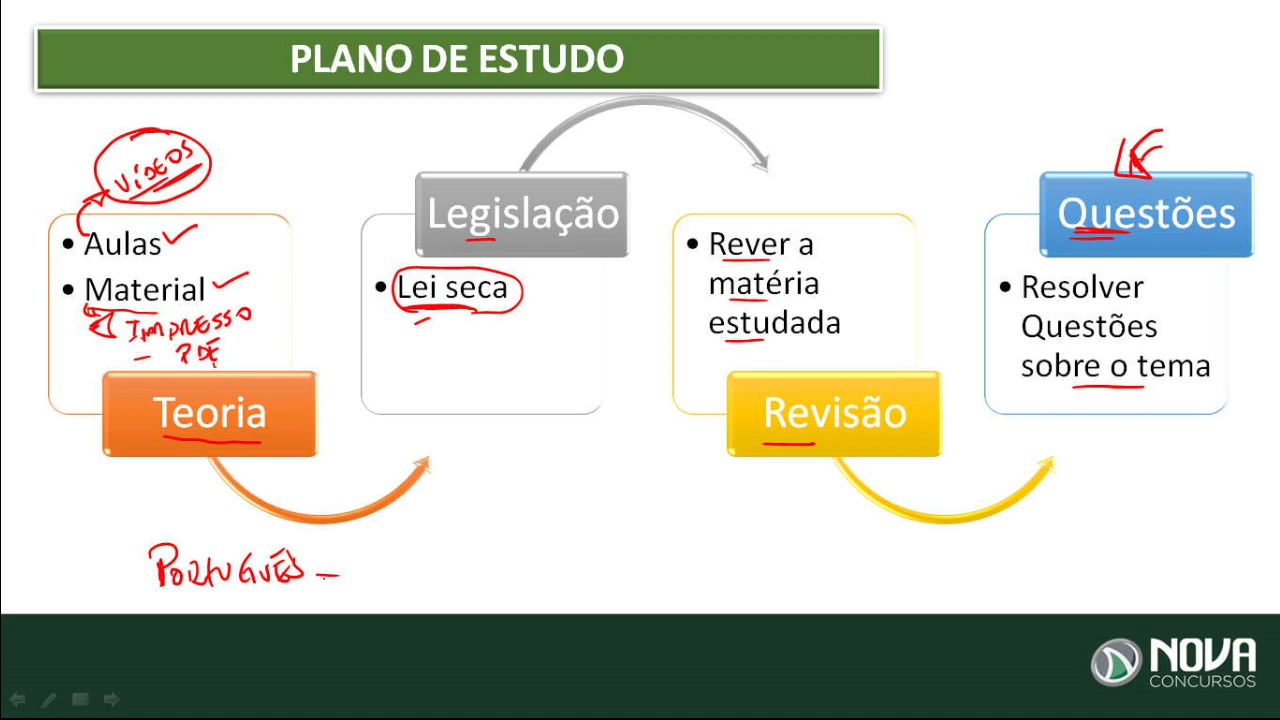 PLANO DE ESTUDO
VÍDEOS
• Aulas
• Material
IMPRESSO
Teoria
Legislação
• Lei seca
• Rever a
matéria
estudada
Revisão
Questões
• Resolver
Questões
sobre o tema
PORTUGUÊS –
NOVA
CONCURSOS